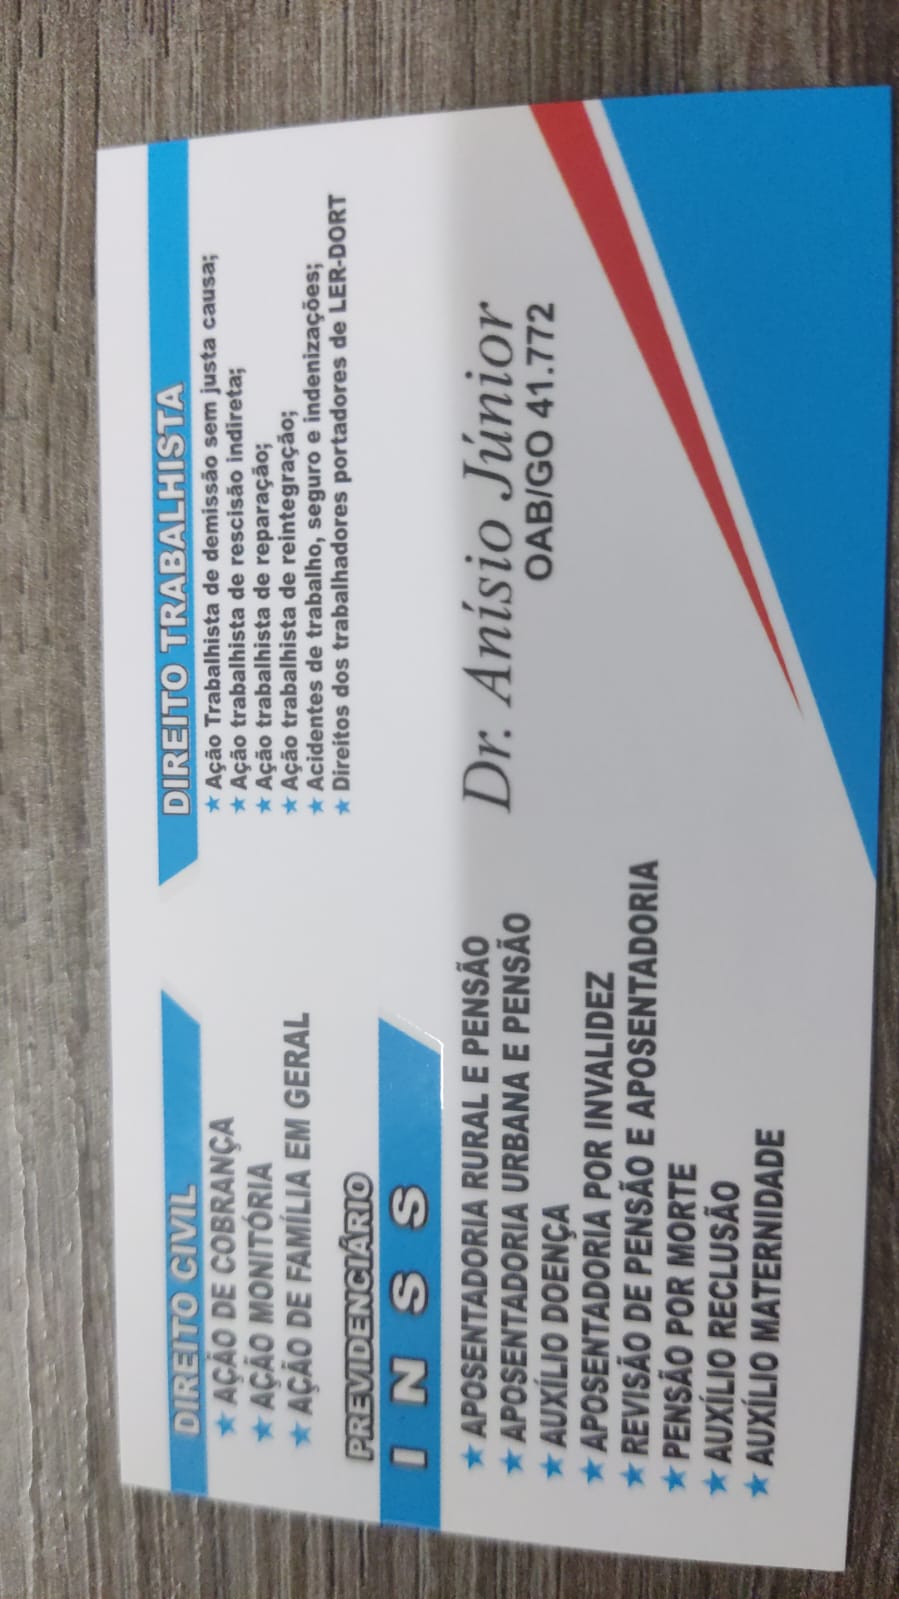 DIREITO CIVIL
★ AÇÃO DE COBRANÇA
★ AÇÃO MONITÓRIA
★ AÇÃO DE FAMÍLIA EM GERAL
PREVIDENCIÁRIO
I N S S
★ APOSENTADORIA RURAL E PENSÃO
★ APOSENTADORIA URBANA E PENSÃO
★ AUXÍLIO DOENÇA
★ APOSENTADORIA POR INVALIDEZ
★ REVISÃO DE PENSÃO E APOSENTADORIA
★ PENSÃO POR MORTE
★ AUXÍLIO RECLUSÃO
★ AUXÍLIO MATERNIDADE
DIREITO TRABALHISTA
★ Ação Trabalhista de demissão sem justa causa;
★ Ação trabalhista de rescisão indireta;
★ Ação trabalhista de reparação;
★ Ação trabalhista de reintegração;
★ Acidentes de trabalho, seguro e indenizações;
★ Direitos dos trabalhadores portadores de LER-DORT
Dr. Anísio Júnior
OAB/GO 41.772